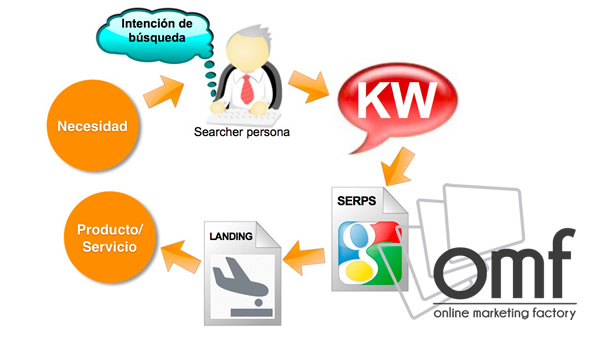 Intención de
búsqueda
Necesidad
Searcher persona
KW
SERPS
g
LANDING
Producto/
Servicio
omf
online marketing factory